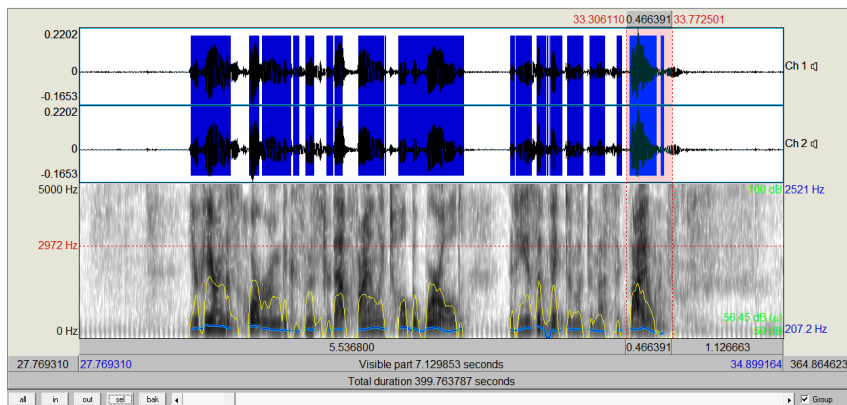 33.306110 0.466391 33.772501
0.2202
0
-0.1653
Ch 1
0.2202
0
-0.1653
Ch 2
5000 Hz
100 dB
2521 Hz
2972 Hz
56.45 dB (µ)
0 Hz
50 dB
207.2 Hz
5.536800 0.466391 1.126663
27.769310 27.769310 Visible part 7.129853 seconds 34.899164 364.864623
Total duration 399.763787 seconds
all in out sel bak Group